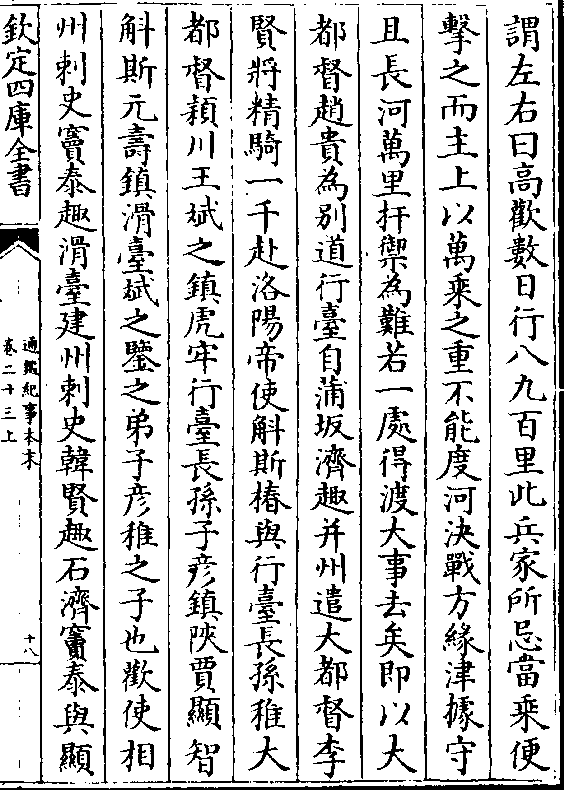 謂左右曰高歡數日行八九百里此兵家所忌當乘便
擊之而主上以萬乘之重不能度河決戰方緣津據守
且長河萬里扞禦為難若一處得渡大事去矣即以大
都督趙貴為别道行臺自蒲坂濟趣并州遣大都督李
賢將精騎一千赴洛陽帝使斛斯椿與行臺長孫稚大
都督潁川王斌之鎮虎牢行臺長孫子彦鎮陜賈顯智
斛斯元壽鎮滑臺斌之鑒之弟子彦稚之子也歡使相
州刺史竇泰趣滑臺建州刺史韓賢趣石濟竇泰與顯
欽定四庫全書
通鑑紀事本末
卷二十三上
十八